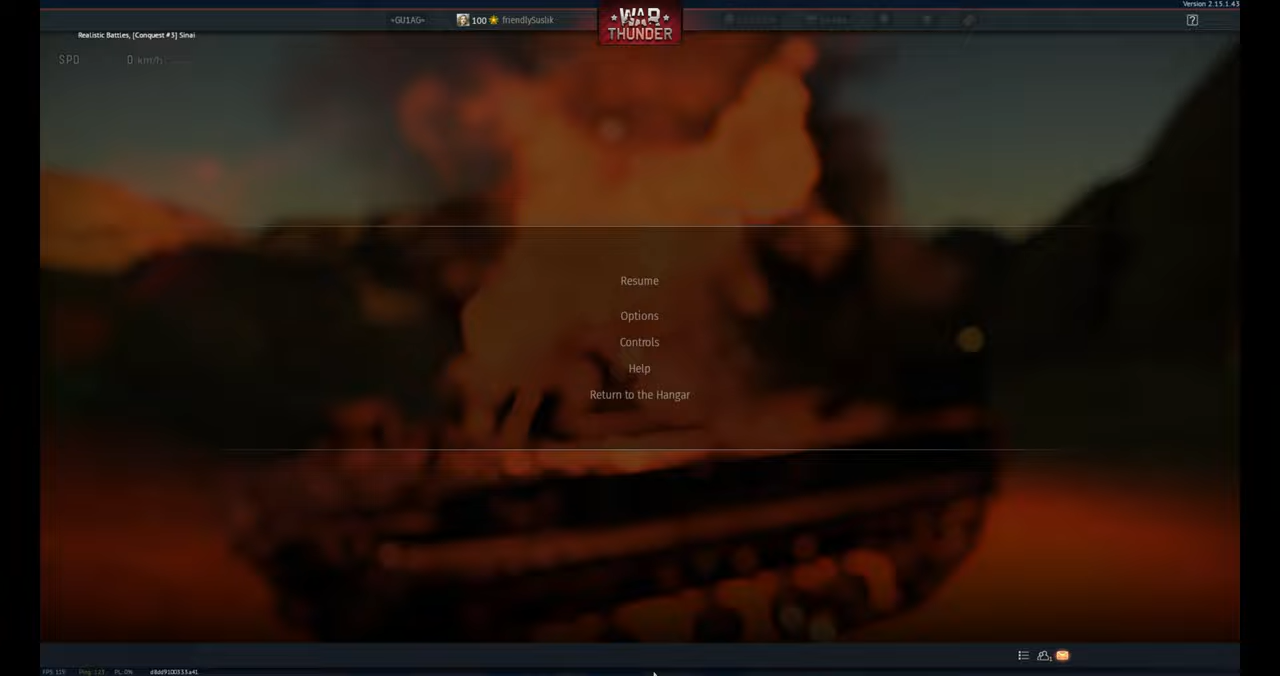 Version 2.15.1.43
«GU1AG» 100 friendlySuslik
WAR
THUNDER
Realistic Battles, [Conquest #3] Sinai
SPD 0 km/h
Resume
Options
Controls
Help
Return to the Hangar